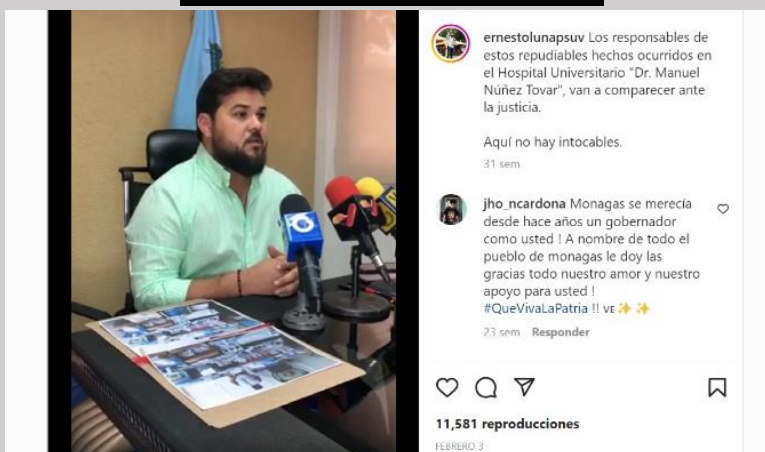 ernestolunapsuv Los responsables de
estos repudiables hechos ocurridos en
el Hospital Universitario "Dr. Manuel
Núñez Tovar", van a comparecer ante
la justicia.
Aquí no hay intocables.
31 sem
jho_ncardona Monagas se merecía
desde hace años un gobernador
como usted ! A nombre de todo el
pueblo de monagas le doy las
gracias todo nuestro amor y nuestro
apoyo para usted !
#QueVivaLaPatria !! VE ✨ ✨
23 sem Responder
11,581 reproducciones
FEBRERO 3